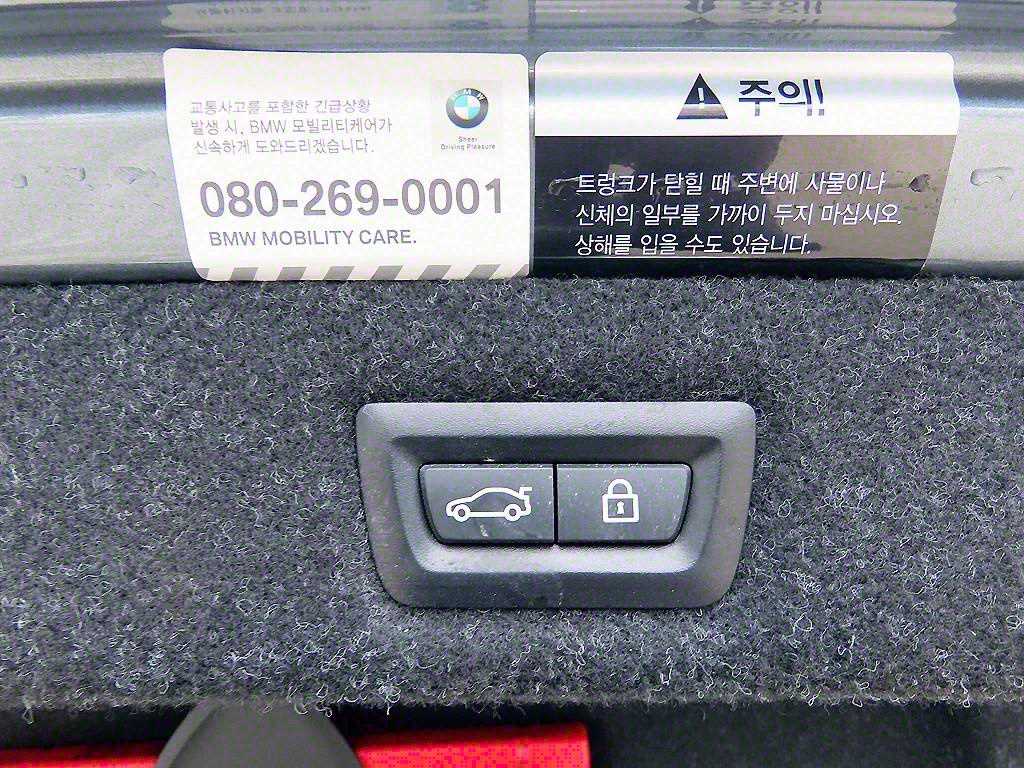 교통사고를 포함한 긴급상황
발생 시, BMW 모빌리티케어가
신속하게 도와드리겠습니다.
BMW
Sheer
Driving Pleasure
080-269-0001
BMW MOBILITY CARE.
주의!!
트렁크가 닫힐 때 주변에 사물이나
신체의 일부를 가까이 두지 마십시오.
상해를 입을 수도 있습니다.